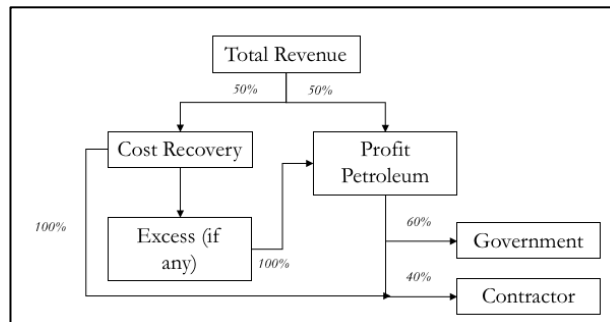 Total Revenue
50%
50%
Cost Recovery
Profit
Petroleum
100%
Excess (if
any)
100%
60%
Government
40%
Contractor